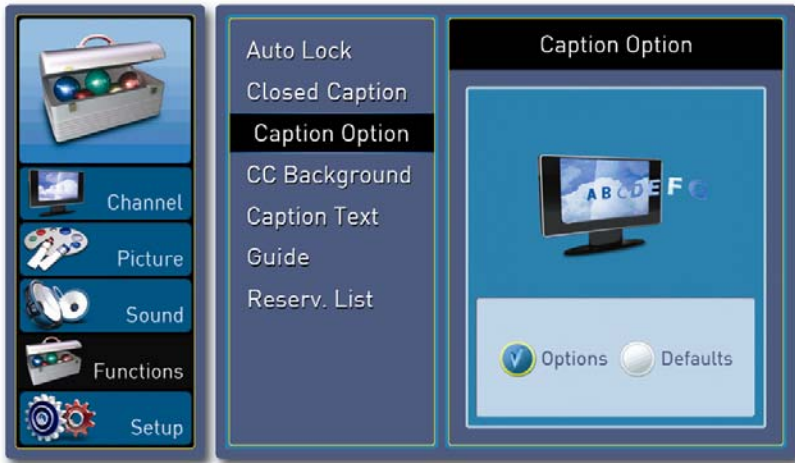 Channel
Picture
Sound
Functions
Setup
Auto Lock
Closed Caption
Caption Option
CC Background
Caption Text
Guide
Reserv. List
Caption Option
A B C D E F G
Options
Defaults